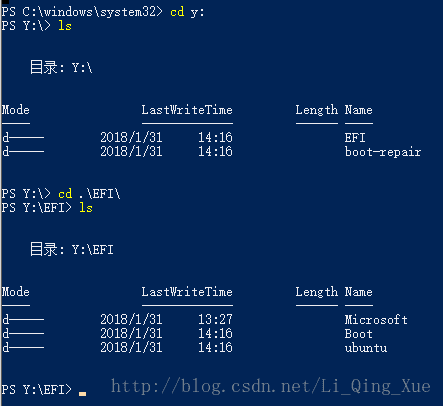 PS C:\windows\system32> cd y:
PS Y:\> ls
目录: Y:\
Mode LastWriteTime Length Name
---- ------------- ------ ----
d----- 2018/1/31 14:16 EFI
d----- 2018/1/31 14:16 boot-repair
PS Y:\> cd .\EFI\
PS Y:\EFI> ls
目录: Y:\EFI
Mode LastWriteTime Length Name
---- ------------- ------ ----
d----- 2018/1/31 13:27 Microsoft
d----- 2018/1/31 14:16 Boot
d----- 2018/1/31 14:16 ubuntu
PS Y:\EFI> _
http://blog.csdn.net/Li_Qing_Xue